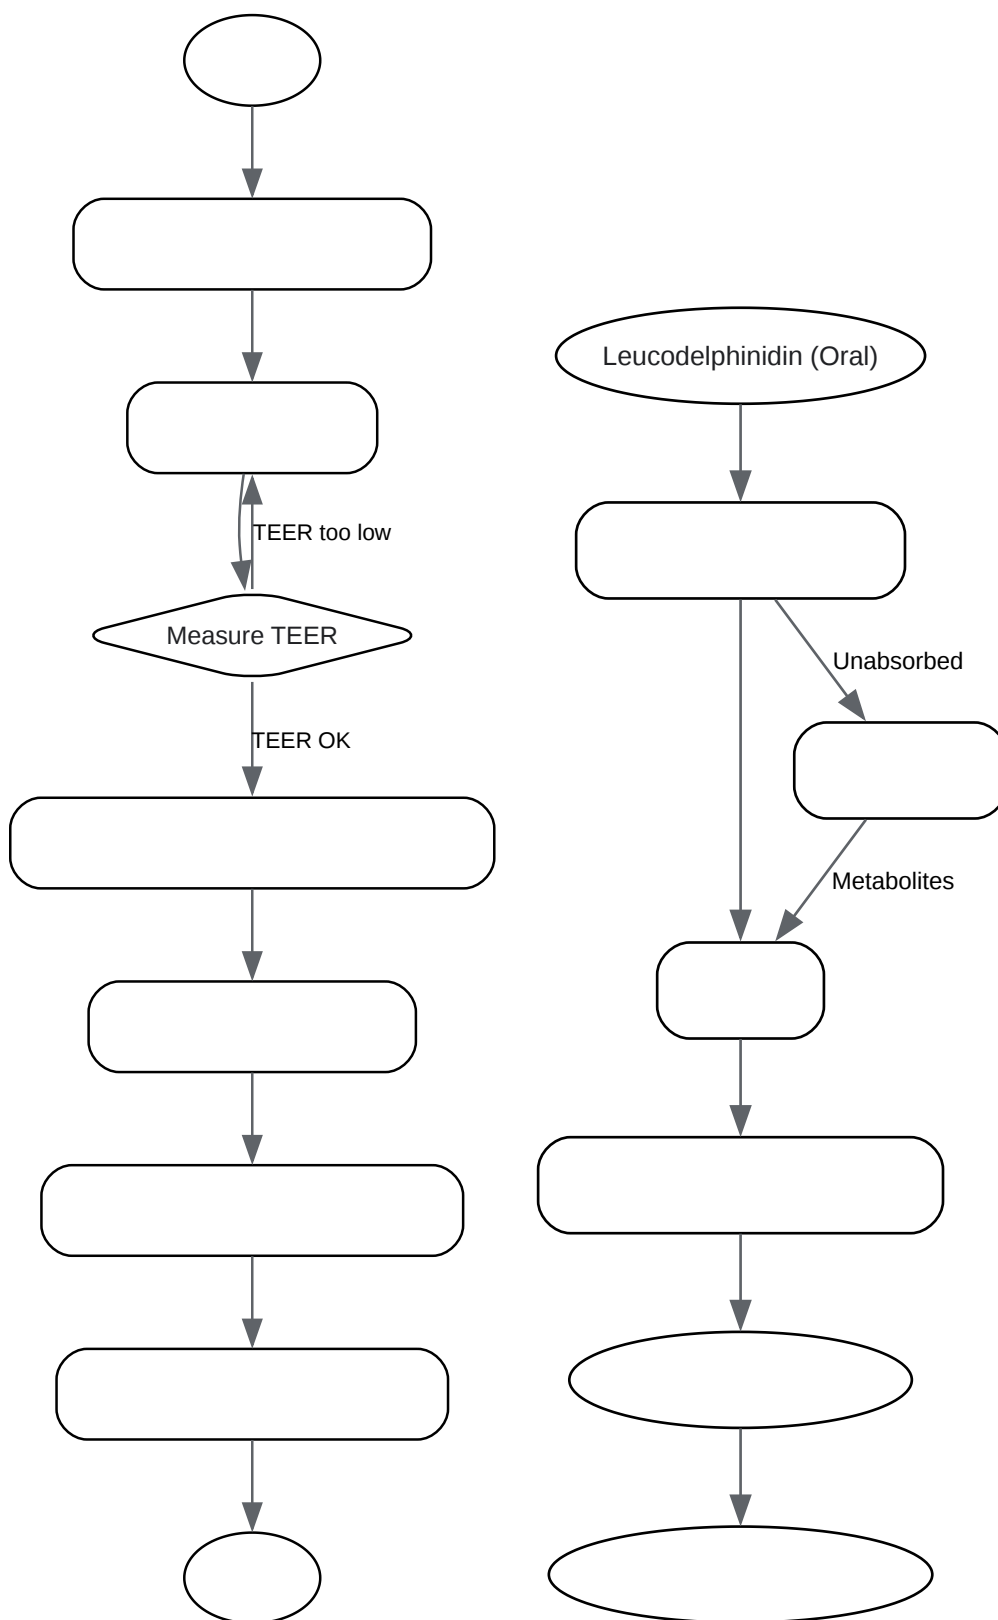 Leucodelphinidin (Oral)
TEER too low
Measure TEER
Unabsorbed
TEER OK
Metabolites